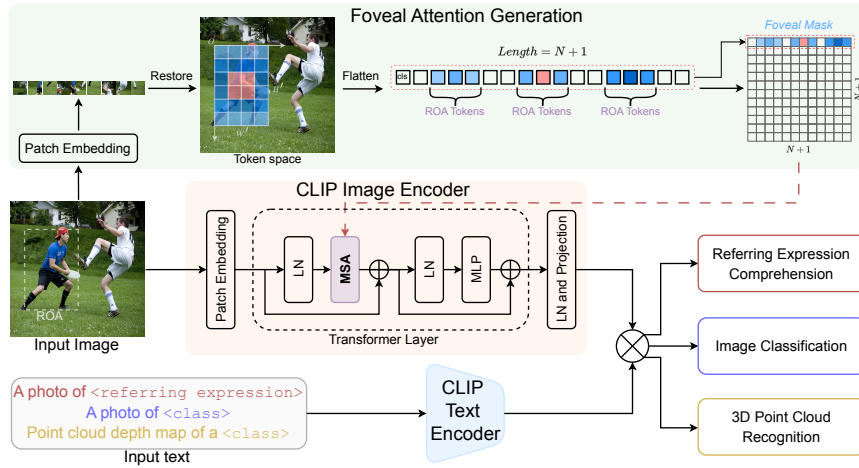 Foveal Attention Generation
Foveal Mask
Length = N + 1
Restore
Flatten
cls
ROA Tokens
ROA Tokens
ROA Tokens
N + 1
N + 1
Token space
Patch Embedding
CLIP Image Encoder
Patch Embedding
LN
MSA
LN
MLP
LN and Projection
Transformer Layer
ROA
Input Image
Referring Expression
Comprehension
Image Classification
3D Point Cloud
Recognition
A photo of <referring expression>
A photo of <class>
Point cloud depth map of a <class>
Input text
CLIP
Text
Encoder